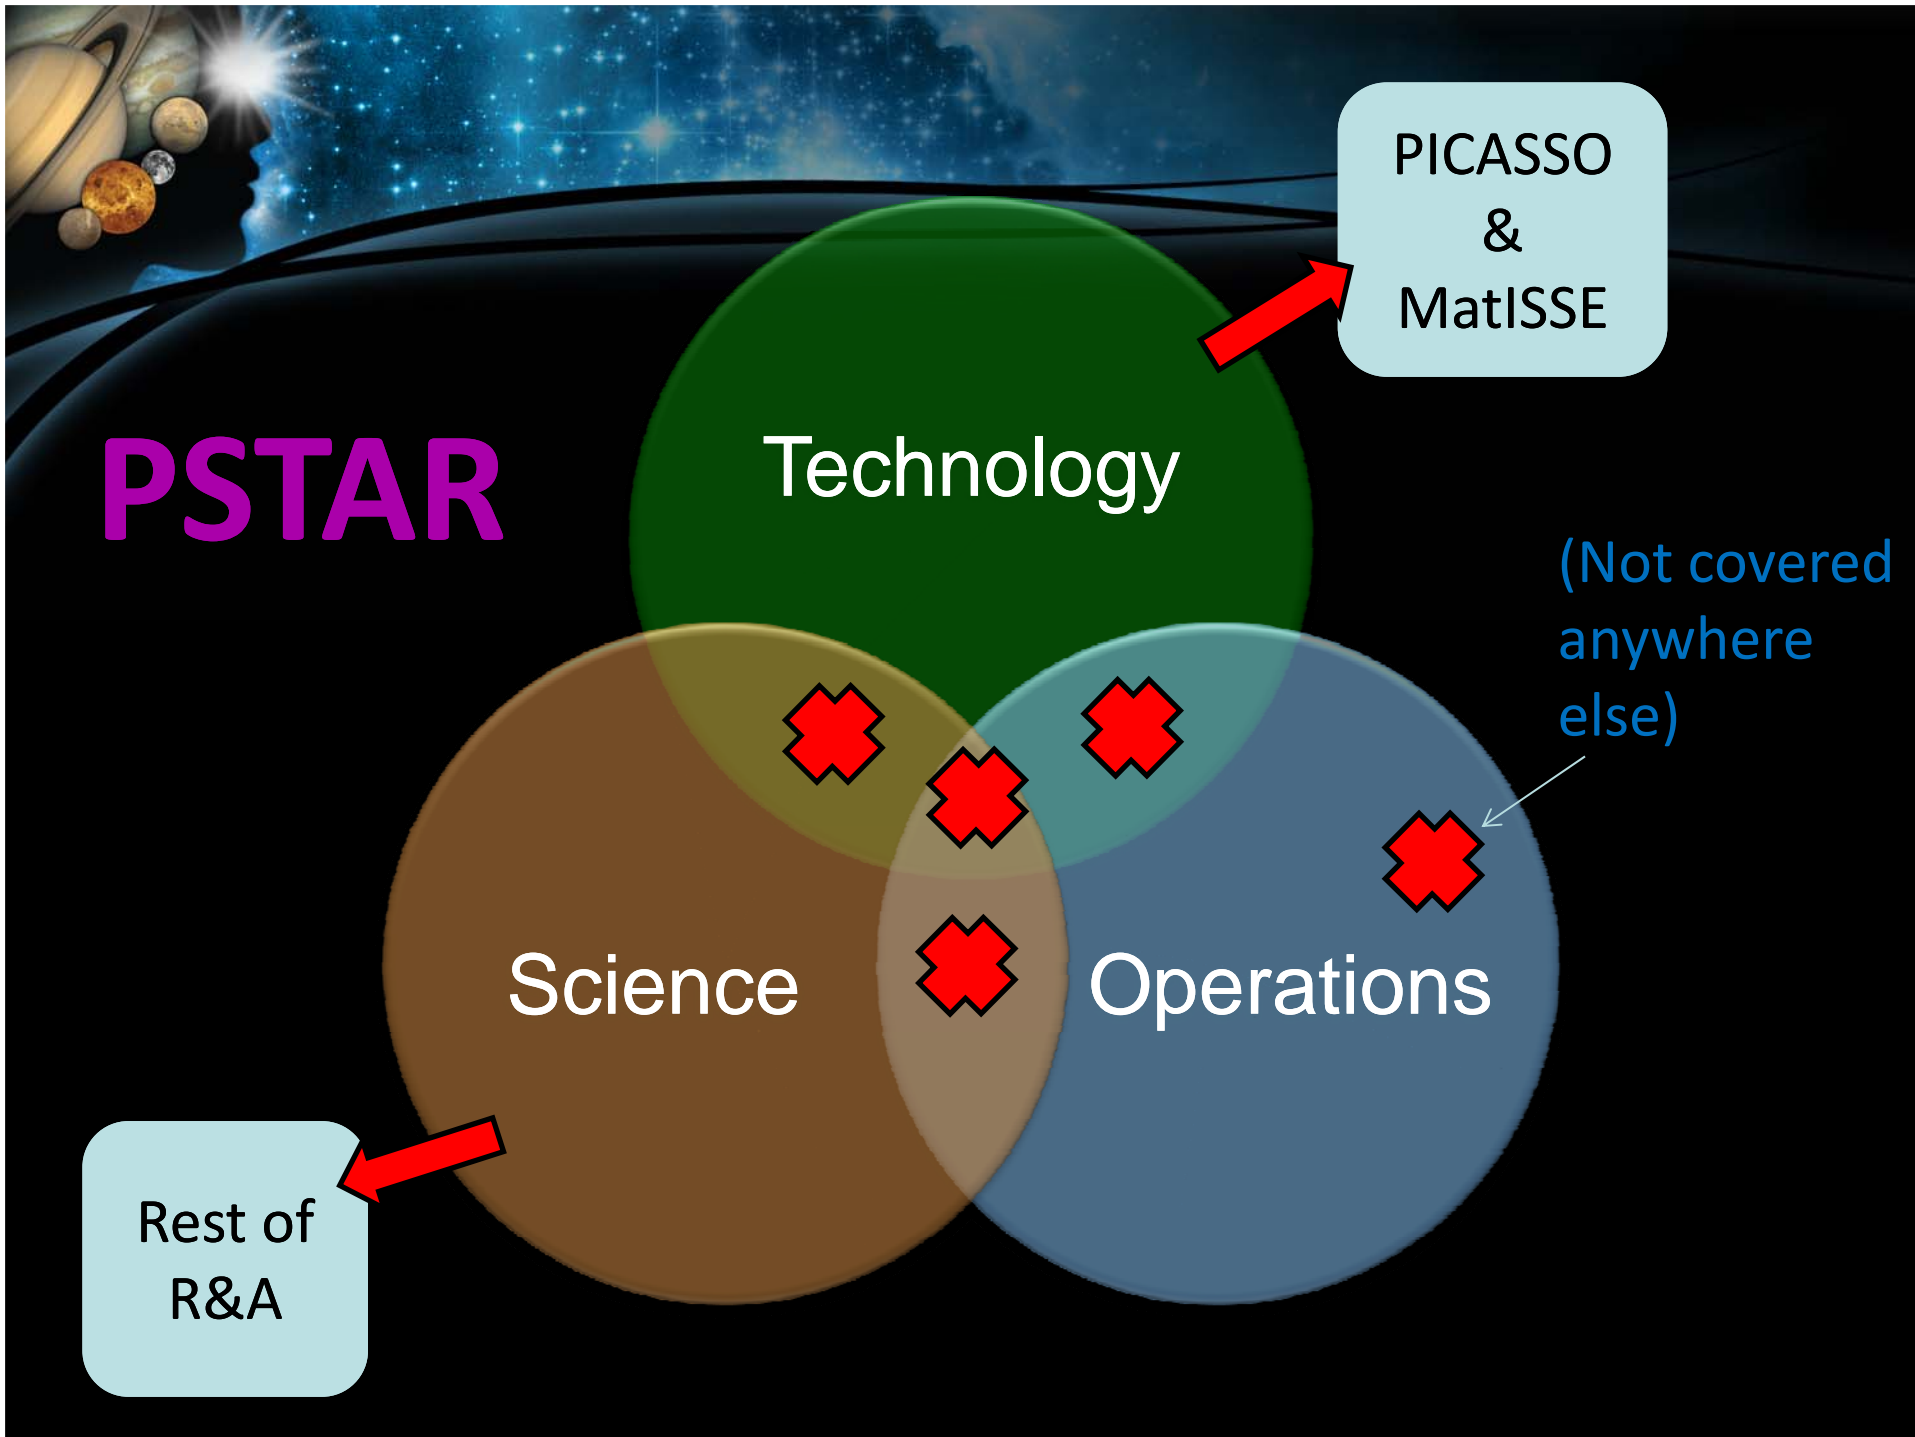 PICASSO
&
MatISSE
PSTAR
Technology
(Not covered
anywhere
else)
Science
Operations
Rest of
R&A